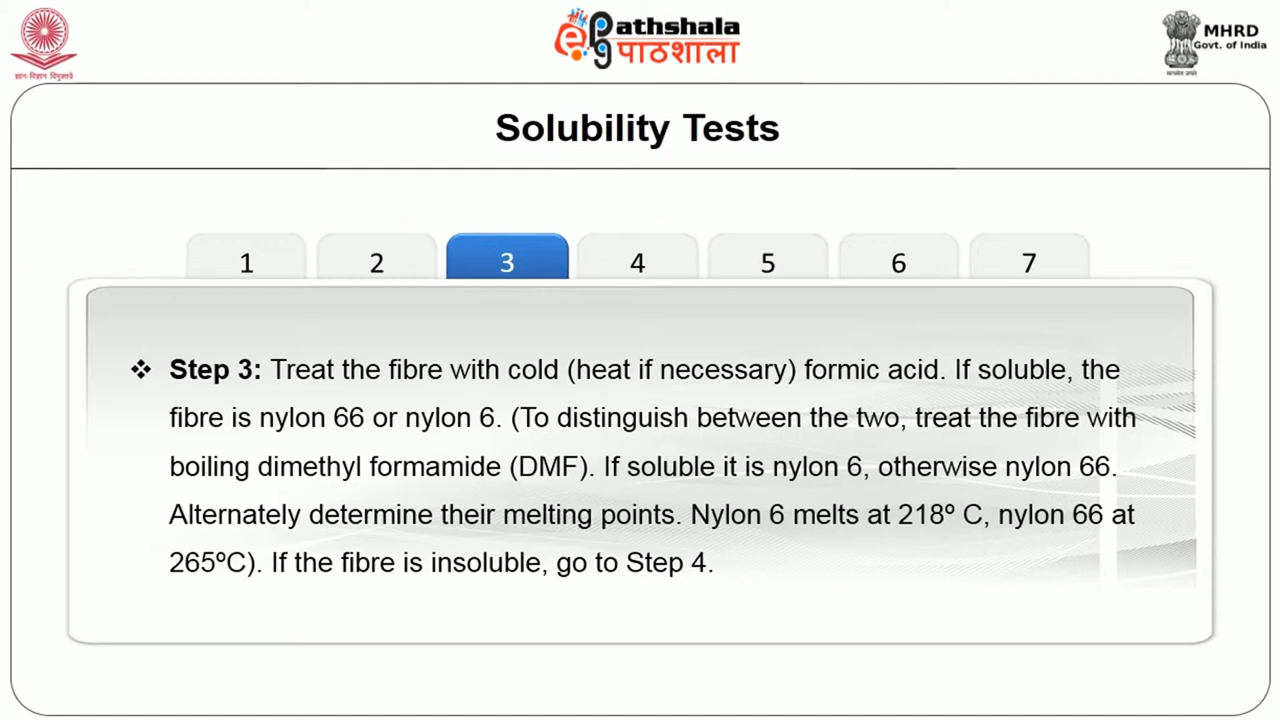 ज्ञान-विज्ञान विमुक्तये
ePathshala
पाठशाला
सत्यमेव जयते
MHRD
Govt. of India
Solubility Tests
1 2 3 4 5 6 7
❖ Step 3: Treat the fibre with cold (heat if necessary) formic acid. If soluble, the
fibre is nylon 66 or nylon 6. (To distinguish between the two, treat the fibre with
boiling dimethyl formamide (DMF). If soluble it is nylon 6, otherwise nylon 66.
Alternately determine their melting points. Nylon 6 melts at 218º C, nylon 66 at
265ºC). If the fibre is insoluble, go to Step 4.